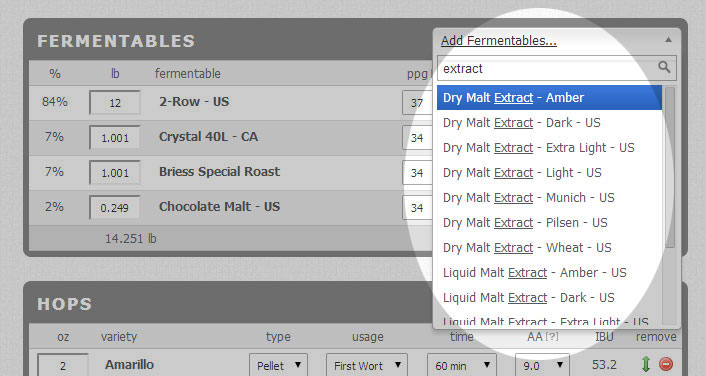 FERMENTABLES
Add Fermentables...
extract
% lb fermentable ppg
84% 12 2-Row - US 37
7% 1.001 Crystal 40L - CA 34
7% 1.001 Briess Special Roast 34
2% 0.249 Chocolate Malt - US 34
14.251 lb
Dry Malt Extract - Amber
Dry Malt Extract - Dark - US
Dry Malt Extract - Extra Light - US
Dry Malt Extract - Light - US
Dry Malt Extract - Munich - US
Dry Malt Extract - Pilsen - US
Dry Malt Extract - Wheat - US
Liquid Malt Extract - Amber - US
Liquid Malt Extract - Dark - US
Liquid Malt Extract - Extra Light - US
HOPS
oz variety type usage time AA [?] IBU remove
2 Amarillo Pellet First Wort 60 min 9.0 53.2